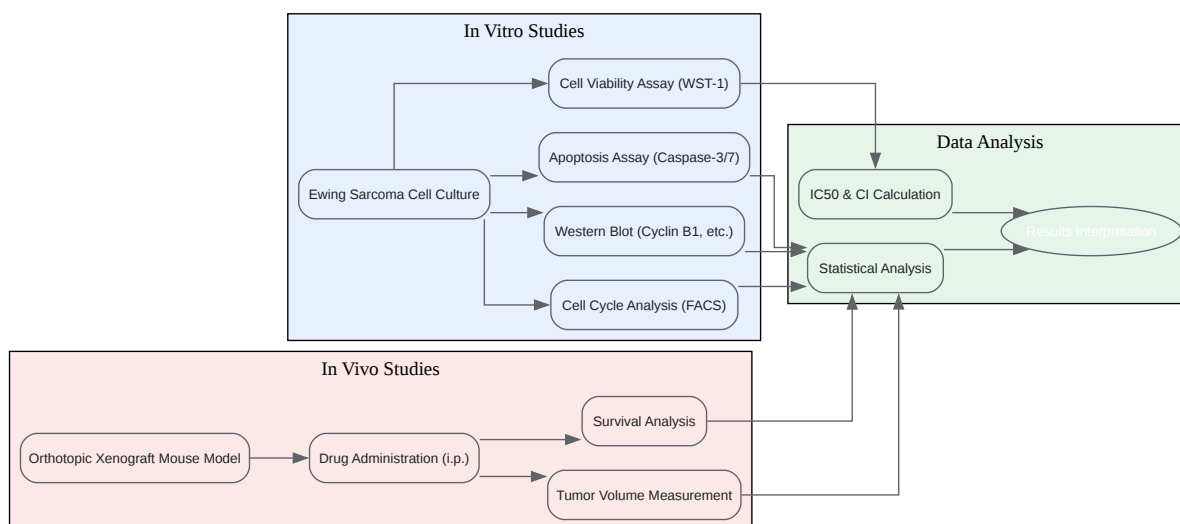 In Vitro Studies
Cell Viability Assay (WST-1)
Apoptosis Assay (Caspase-3/7)
Ewing Sarcoma Cell Culture
Western Blot (Cyclin B1, etc.)
Cell Cycle Analysis (FACS)
Data Analysis
IC50 & CI Calculation
Results Interpretation
Statistical Analysis
In Vivo Studies
Survival Analysis
Orthotopic Xenograft Mouse Model
Drug Administration (i.p.)
Tumor Volume Measurement